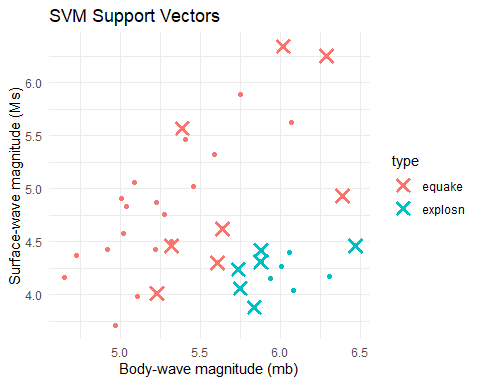 SVM Support Vectors
Surface-wave magnitude (Ms)
6.0
5.5
5.0
4.5
4.0
5.0 5.5 6.0 6.5
Body-wave magnitude (mb)
type
equake
explosn